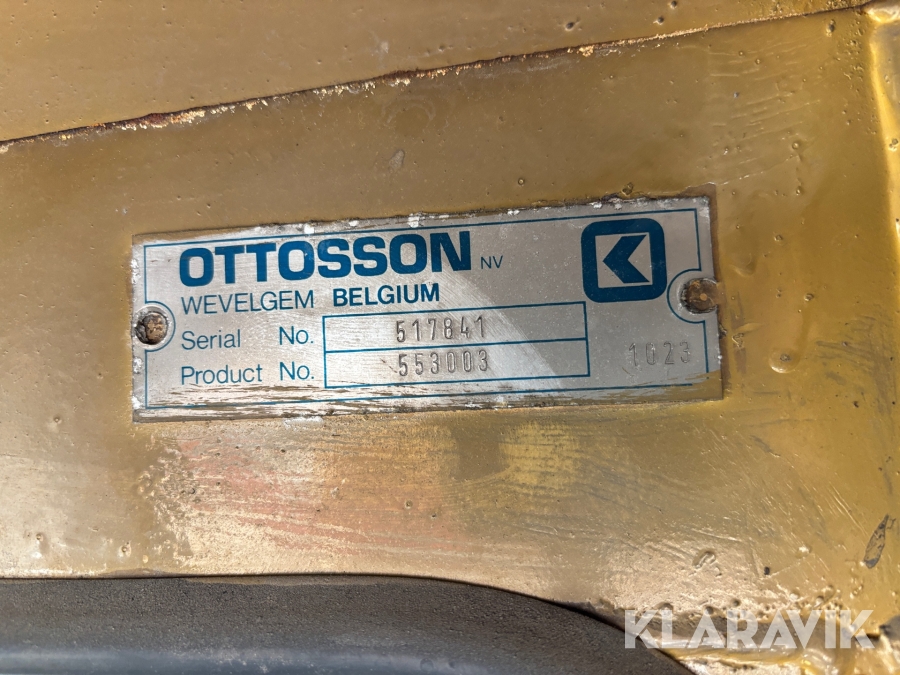 OTTOSSON NV
WEVELGEM BELGIUM
Serial No. 517841
Product No. 553003 1023
KLARAVIK